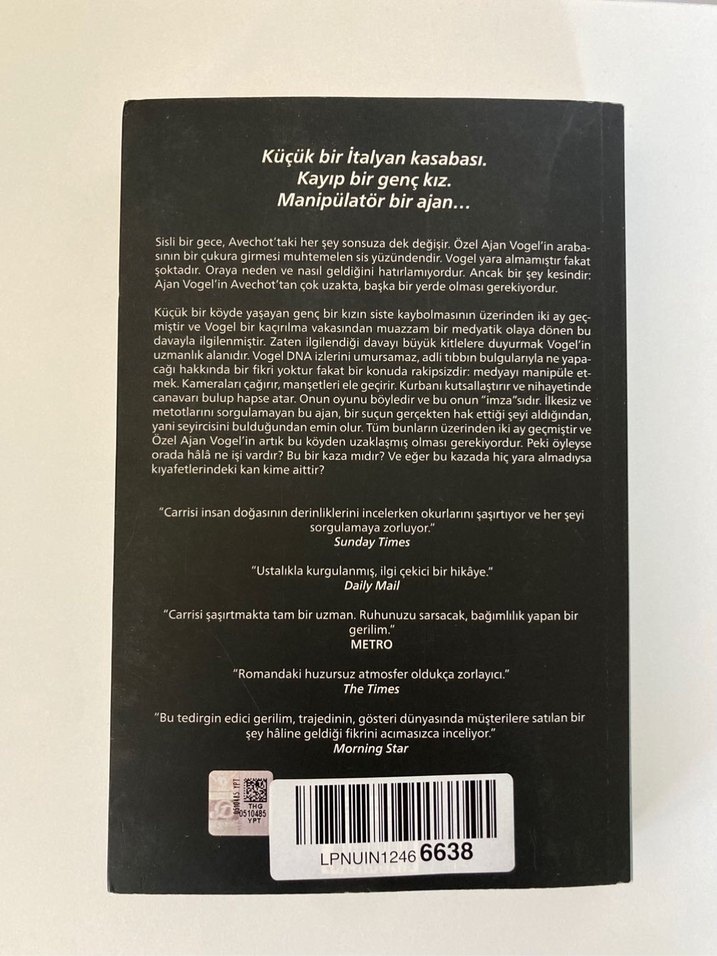 Küçük bir İtalyan kasabası.
Kayıp bir genç kız.
Manipülatör bir ajan...
Sisli bir gece, Avechot'taki her şey sonsuza dek değişir. Özel Ajan Vogel'in araba-
sının bir çukura girmesi muhtemelen sis yüzündendir. Vogel yara almamıştır fakat
şoktadır. Oraya neden ve nasıl geldiğini hatırlamıyordur. Ancak bir şey kesindir:
Ajan Vogel'in Avechot'tan çok uzakta, başka bir yerde olması gerekiyordur.
Küçük bir köyde yaşayan genç bir kızın siste kaybolmasının üzerinden iki ay geç-
miştir ve Vogel bir kaçırılma vakasından muazzam bir medyatik olaya dönen bu
davayla ilgilenmiştir. Zaten ilgilendiği davayı büyük kitlelere duyurmak Vogel'in
uzmanlık alanıdır. Vogel DNA izlerini umursamaz, adli tıbbın bulgularıyla ne yapa-
cağı hakkında bir fikri yoktur fakat bir konuda rakipsizdir: medyayı manipüle et-
mek. Kameraları çağırır, manşetleri ele geçirir. Kurbanı kutsallaştırır ve nihayetinde
canavarı bulup hapse atar. Onun oyunu böyledir ve bu onun "imza"sıdır. İlkesiz ve
metotlarını sorgulamayan bu ajan, bir suçun gerçekten hak ettiği şeyi aldığından,
yani seyircisini bulduğundan emin olur. Tüm bunların üzerinden iki ay geçmiştir ve
Özel Ajan Vogel'in artık bu köyden uzaklaşmış olması gerekiyordur. Peki öyleyse
orada hâlâ ne işi vardır? Bu bir kaza mıdır? Ve eğer bu kazada hiç yara almadıysa
kıyafetlerindeki kan kime aittir?
"Carrisi insan doğasının derinliklerini incelerken okurlarını şaşırtıyor ve her şeyi
sorgulamaya zorluyor."
Sunday Times
"Ustalıkla kurgulanmış, ilgi çekici bir hikâye."
Daily Mail
"Carrisi şaşırtmakta tam bir uzman. Ruhunuzu sarsacak, bağımlılık yapan bir
gerilim."
METRO
"Romandaki huzursuz atmosfer oldukça zorlayıcı."
The Times
"Bu tedirgin edici gerilim, trajedinin, gösteri dünyasında müşterilere satılan bir
şey hâline geldiği fikrini acımasızca inceliyor."
Morning Star
0510485 YPT
THG
0510485
YPT
LPNUIN1246 6638